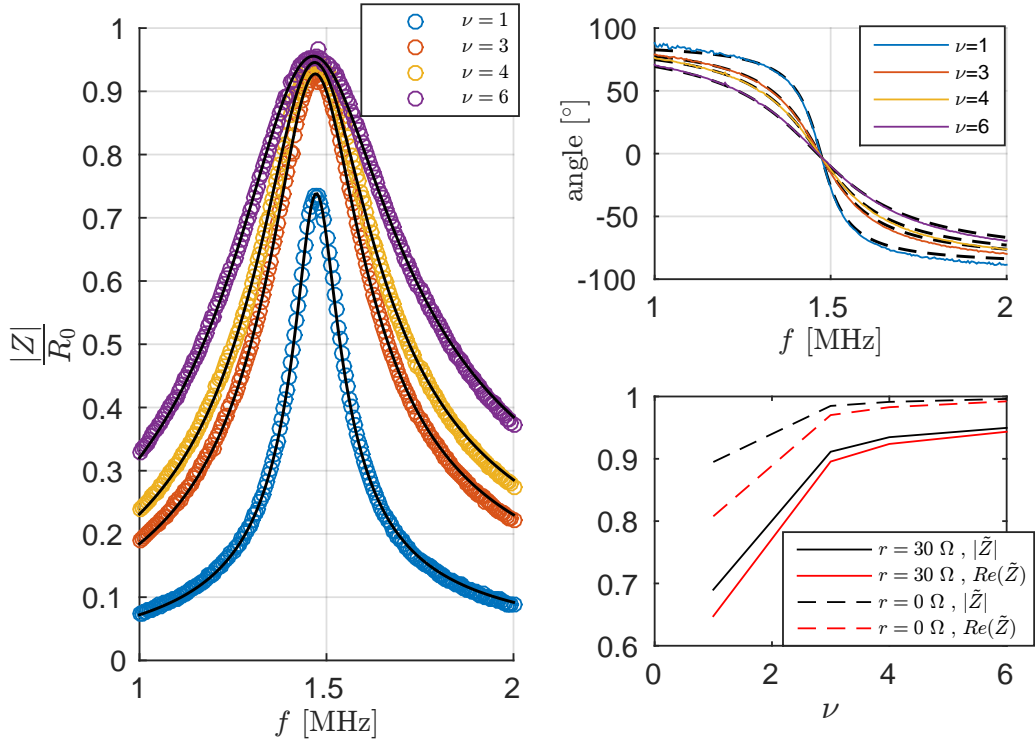 1
0.9
0.8
0.7
0.6
0.5
0.4
0.3
0.2
0.1
0
|Z|
R₀
1
1.5
2
f [MHz]
ν = 1
ν = 3
ν = 4
ν = 6
100
50
0
-50
-100
angle [°]
1
1.5
2
f [MHz]
ν=1
ν=3
ν=4
ν=6
1
0.9
0.8
0.7
0.6
0
2
4
6
ν
r = 30 Ω , |Z̃|
r = 30 Ω , Re(Z̃)
r = 0 Ω , |Z̃|
r = 0 Ω , Re(Z̃)